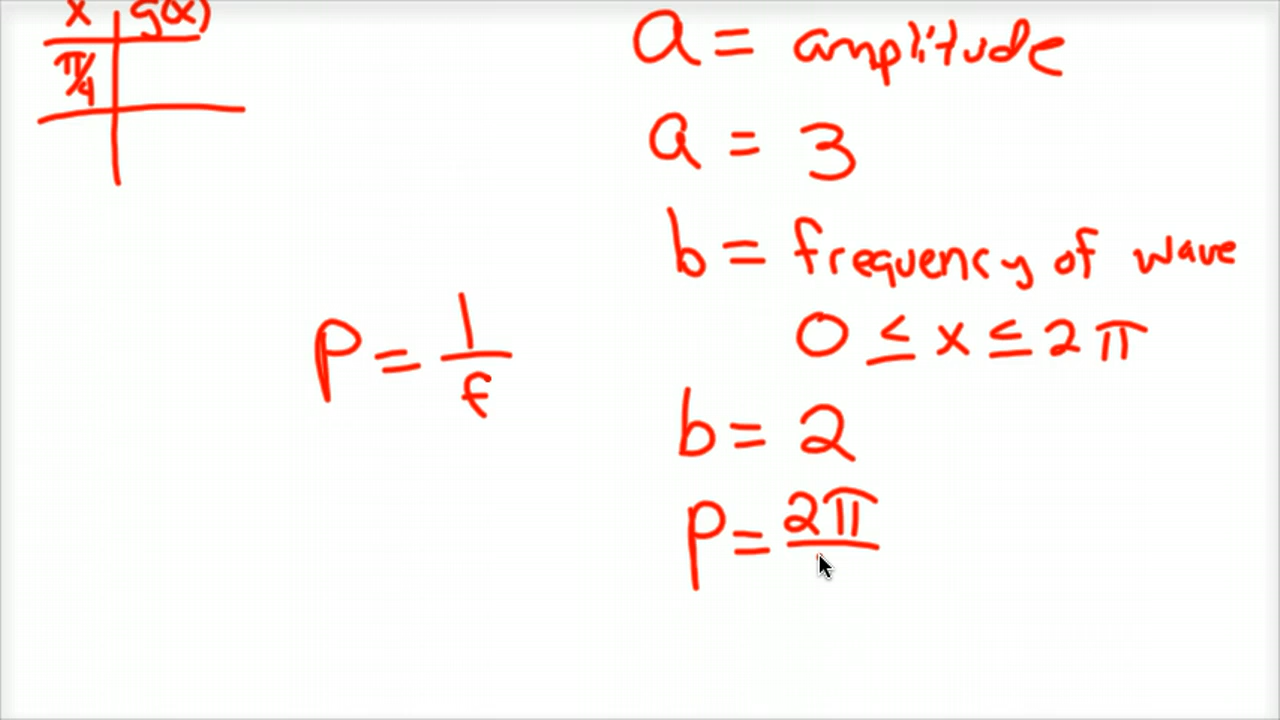 x g(x)
π/4
a = amplitude
a = 3
b = frequency of wave
0 ≤ x ≤ 2π
p = 1/f
b = 2
p = 2π/